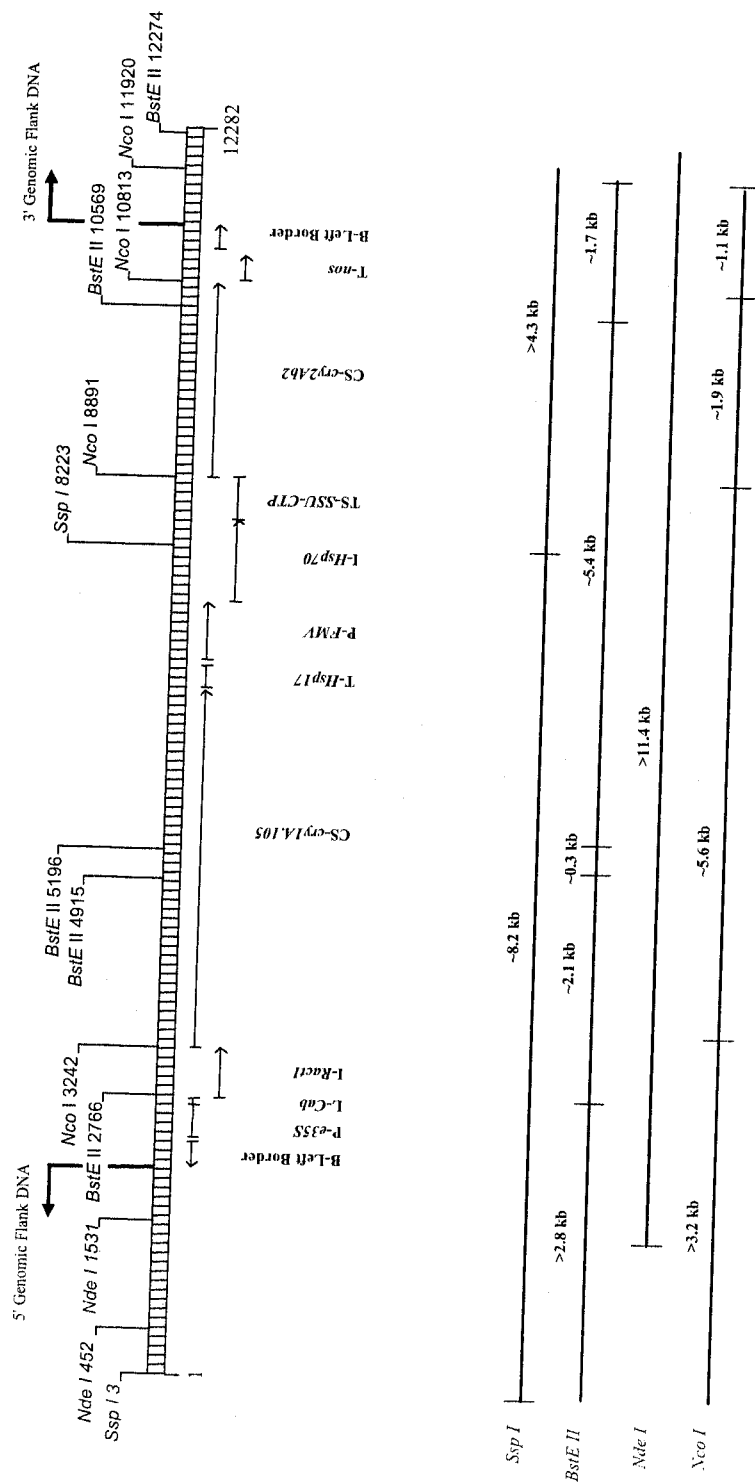 5' Genomic Flank DNA
3' Genomic Flank DNA
Ssp I 3
Nde I 452
Nde I 1531
BstE II 2766
Nco I 3242
BstE II 4915
BstE II 5196
Ssp I 8223
Nco I 8891
BstE II 10569
Nco I 10813
Nco I 11920
BstE II 12274
1
12282
B-Left Border
P-e35S
L-Cab
I-Ract1
CS-cry1A.105
T-Hsp17
P-FMV
I-Hsp70
TS-SSU-CTP
CS-cry2Ab2
T-nos
B-Left Border
Ssp I
~8.2 kb
>4.3 kb
BstE II
>2.8 kb
~2.1 kb
~0.3 kb
~5.4 kb
~1.7 kb
Nde I
>11.4 kb
Nco I
>3.2 kb
~5.6 kb
~1.9 kb
~1.1 kb